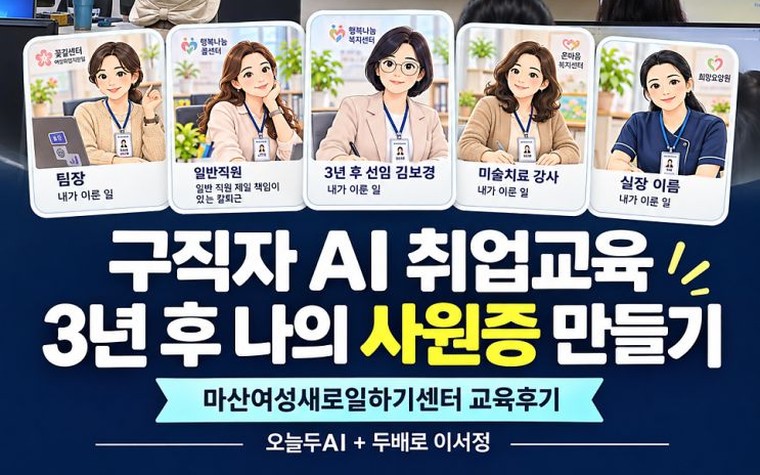 꽃길센터
여성취업지원팀
팀장
내가 이룬 일
행복나눔
콜센터
일반직원
일반 직원 제일 책임이
있는 칼퇴근
행복나눔
복지센터
3년 후 선임 김보경
내가 이룬 일
온마음
복지센터
미술치료 강사
내가 이룬 일
희망요양원
실장 이름
내가 이룬 일
구직자 AI 취업교육
3년 후 나의 사원증 만들기
마산여성새로일하기센터 교육후기
오늘두AI + 두배로 이서정